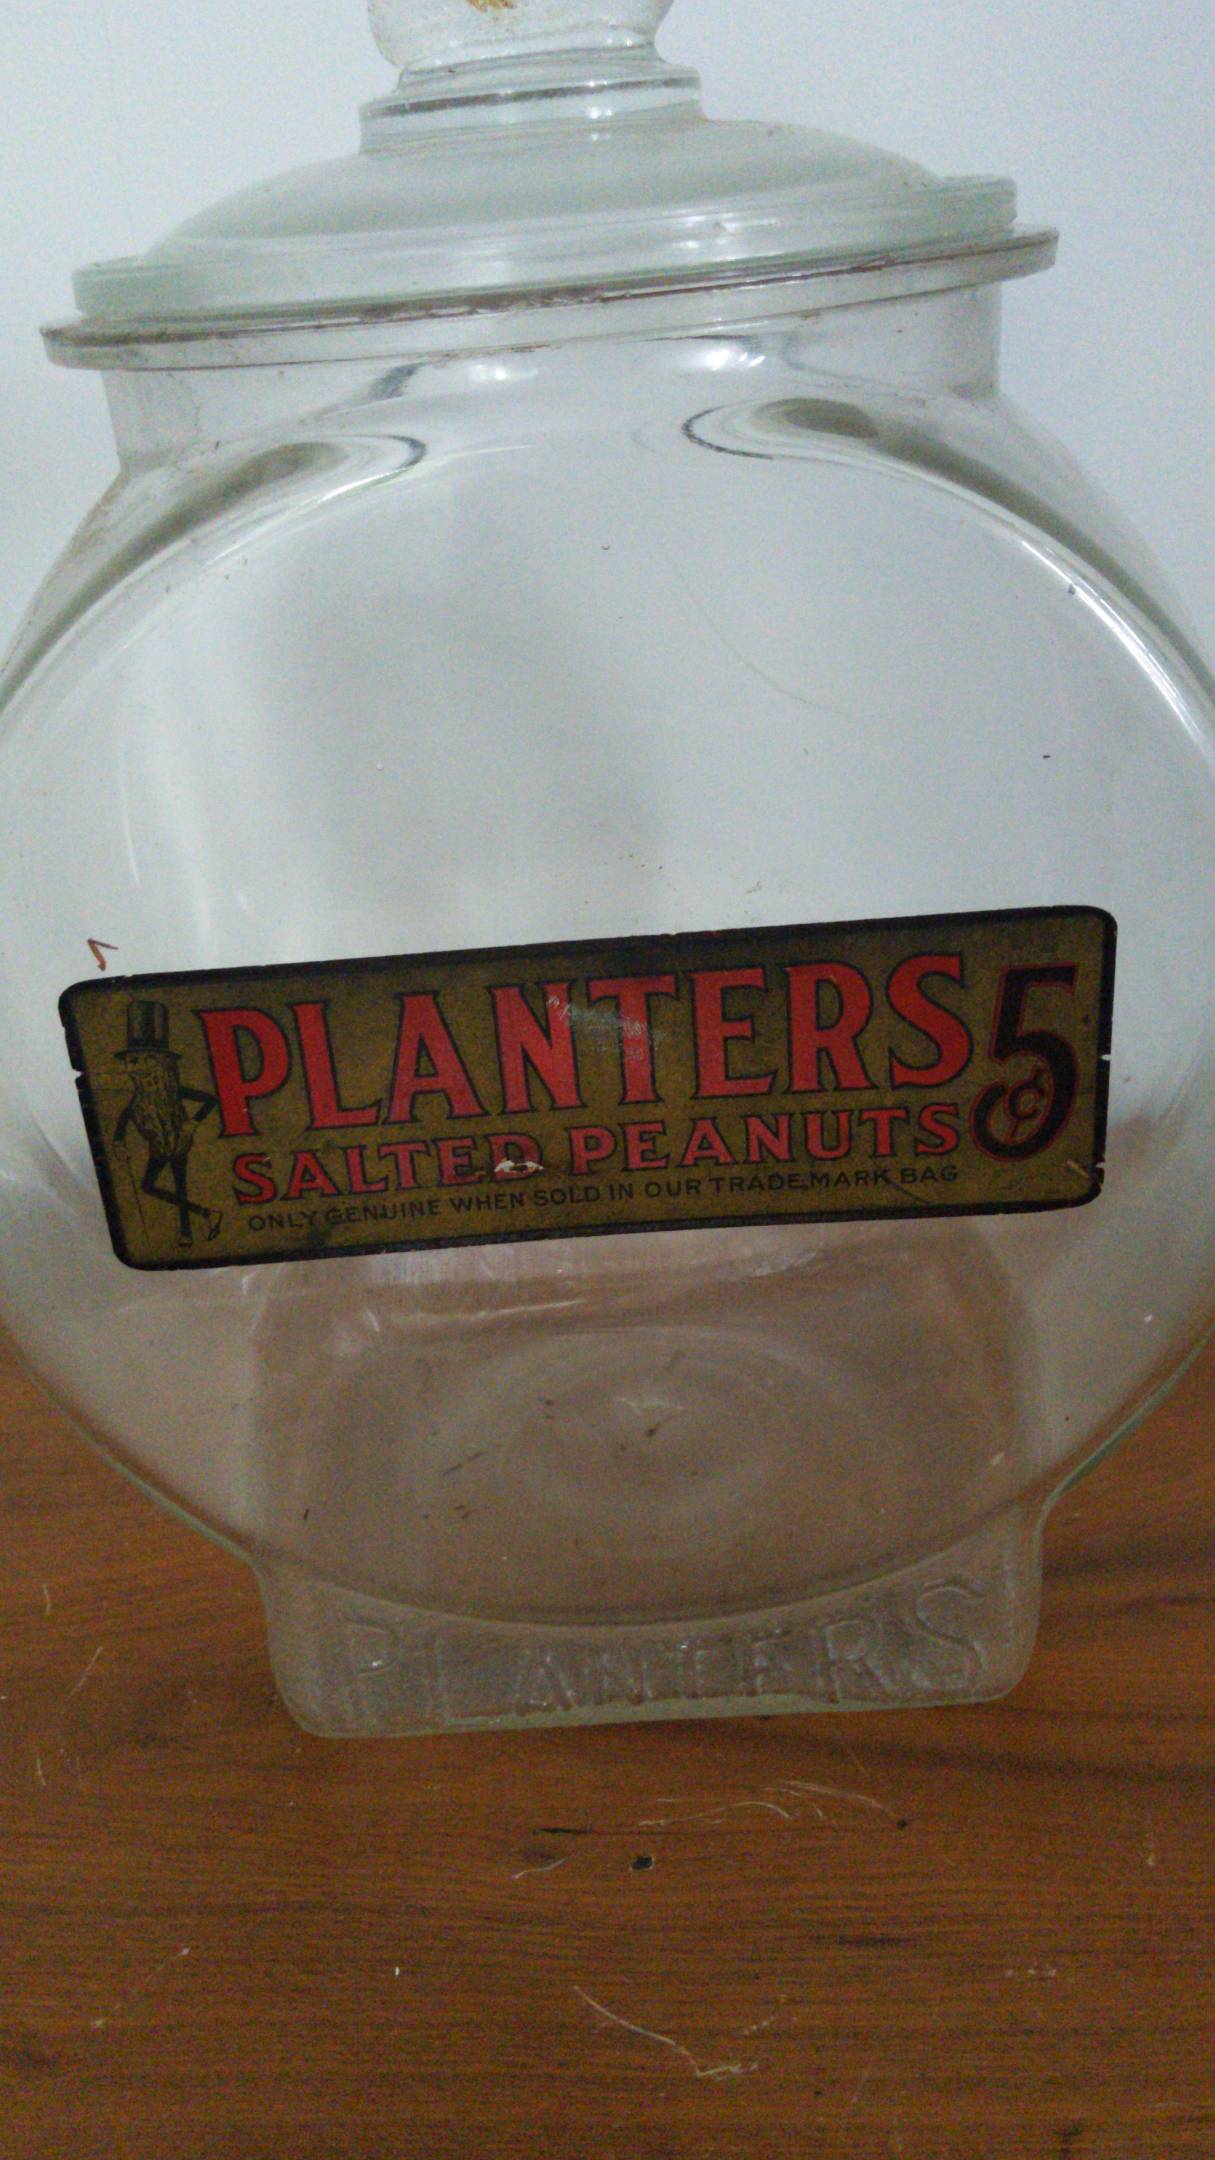 PLANTERS 5¢
SALTED PEANUTS
ONLY GENUINE WHEN SOLD IN OUR TRADE MARK BAG
PLANTERS